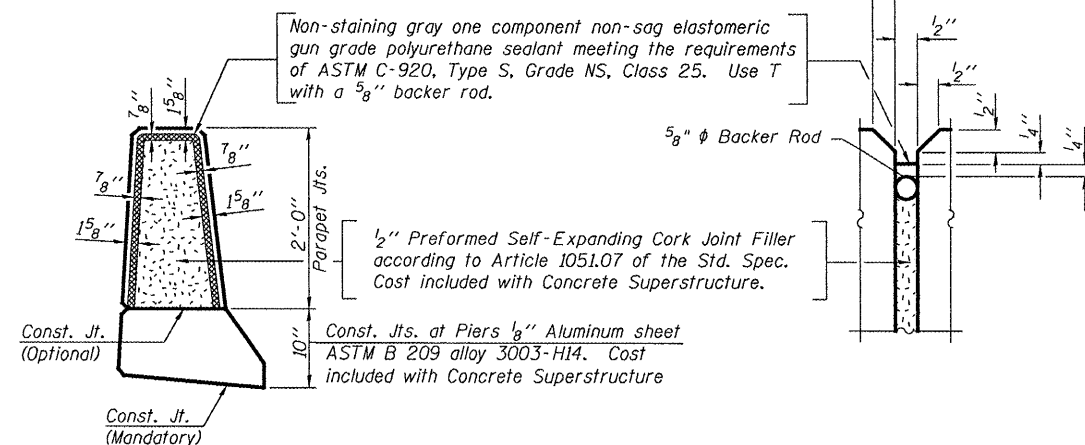 Non-staining gray one component non-sag elastomeric
gun grade polyurethane sealant meeting the requirements
of ASTM C-920, Type S, Grade NS, Class 25.  Use T
with a 5/8" backer rod.
1/2"
1/2"
1/2"
1/4"
1/4"
5/8" ϕ Backer Rod
7/8"
1 5/8"
7/8"
7/8"
1 5/8"
1 5/8"
2'-0"
Parapet Jts.
1/2" Preformed Self-Expanding Cork Joint Filler
according to Article 1051.07 of the Std. Spec.
Cost included with Concrete Superstructure.
Const. Jt.
(Optional)
10"
Const. Jts. at Piers 1/8" Aluminum sheet
ASTM B 209 alloy 3003-H14.  Cost
included with Concrete Superstructure
Const. Jt.
(Mandatory)